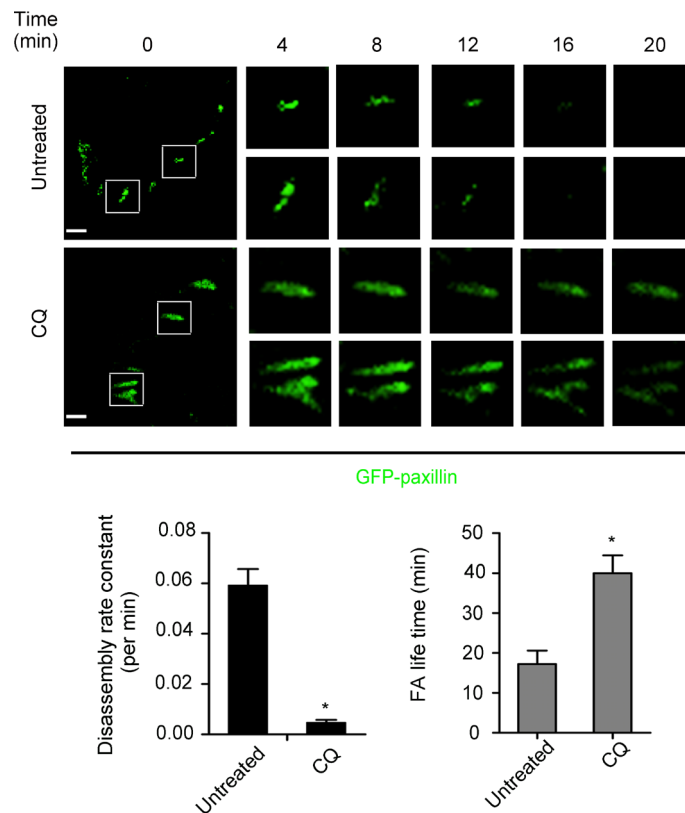 Time
(min)
0 4 8 12 16 20
Untreated
CQ
GFP-paxillin
Disassembly rate constant
(per min)
0.08
0.06
0.04
0.02
0.00
*
Untreated
CQ
FA life time (min)
50
40
30
20
10
0
*
Untreated
CQ